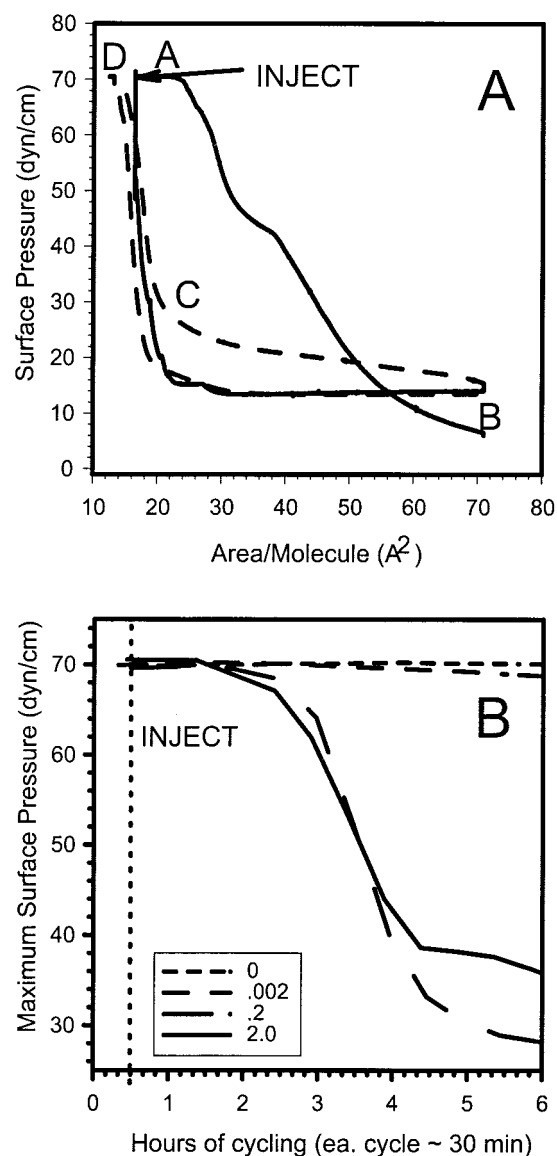 80
70
60
50
40
30
20
10
0
Surface Pressure (dyn/cm)
D A
INJECT
A
C
B
10 20 30 40 50 60 70 80
Area/Molecule (A²)
70
60
50
40
30
Maximum Surface Pressure (dyn/cm)
INJECT
B
0
.002
.2
2.0
0 1 2 3 4 5 6
Hours of cycling (ea. cycle ~ 30 min)